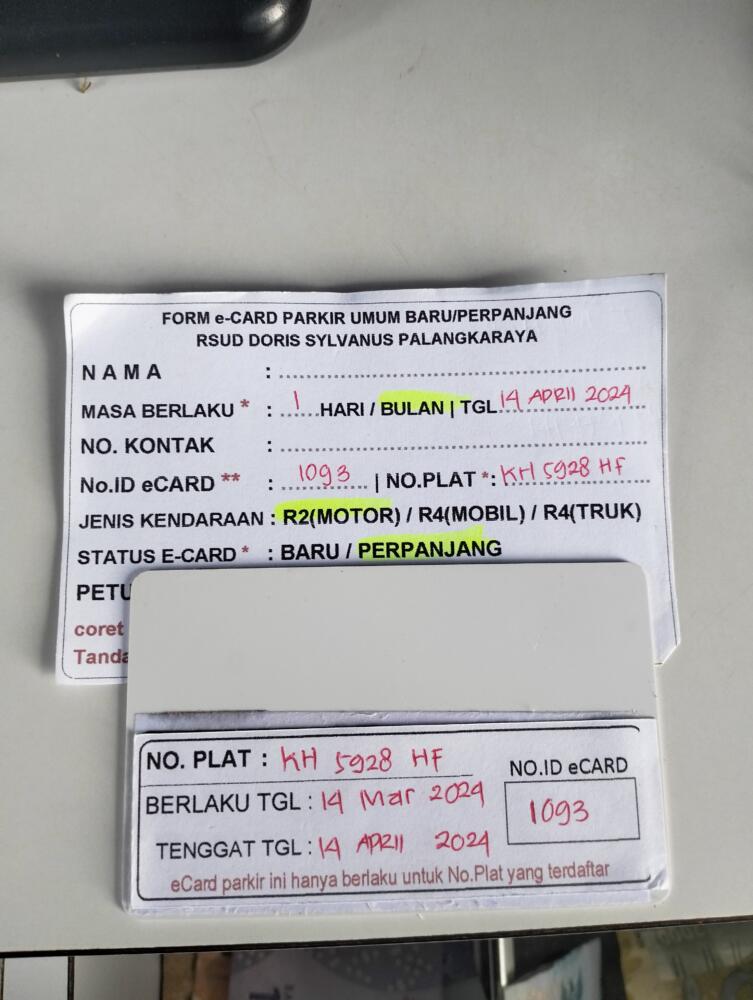 FORM e-CARD PARKIR UMUM BARU/PERPANJANG
RSUD DORIS SYLVANUS PALANGKARAYA
NAMA :
MASA BERLAKU * : 1 HARI / BULAN | TGL 14 APRIl 2024
NO. KONTAK :
No.ID eCARD ** : 1093 | NO.PLAT *: KH 5928 HF
JENIS KENDARAAN : R2(MOTOR) / R4(MOBIL) / R4(TRUK)
STATUS E-CARD * : BARU / PERPANJANG
PETU
coret
Tanda
NO. PLAT : KH 5928 HF
NO.ID eCARD
BERLAKU TGL : 14 Mar 2024
1093
TENGGAT TGL : 14 APRIl 2024
eCard parkir ini hanya berlaku untuk No.Plat yang terdaftar